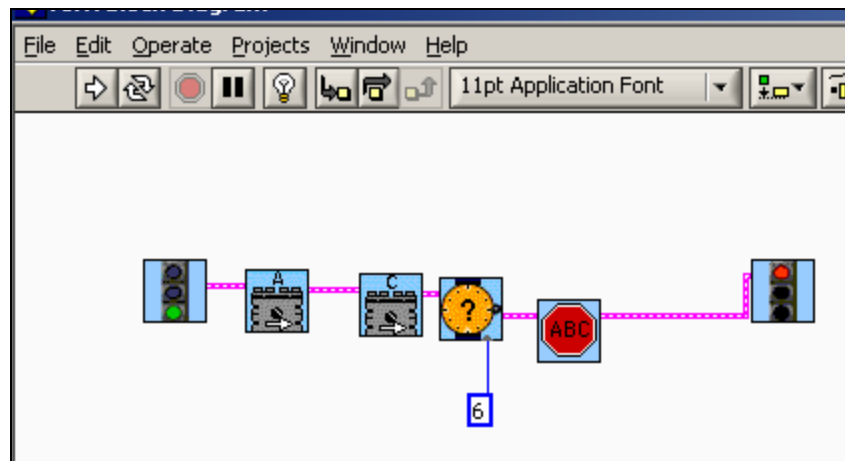 File Edit Operate Projects Window Help
11pt Application Font
A
C
?
ABC
6